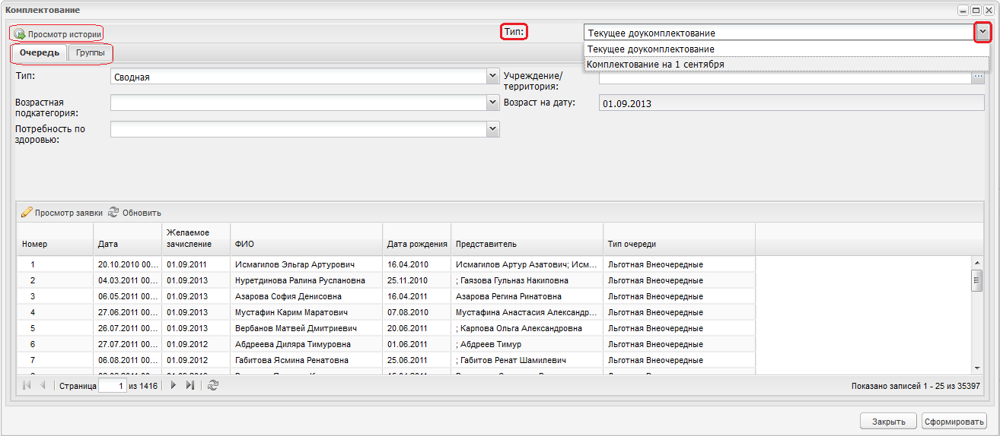 Комплектование
Просмотр истории
Тип:
Текущее доукомплектование
Текущее доукомплектование
Комплектование на 1 сентября
Очередь Группы
Тип: Сводная
Учреждение/
территория:
Возрастная
подкатегория:
Возраст на дату: 01.09.2013
Потребность по
здоровью:
Просмотр заявки Обновить
Номер Дата Желаемое зачисление ФИО Дата рождения Представитель Тип очереди
1 20.10.2010 00... 01.09.2011 Исмагилов Эльгар Артурович 16.04.2010 Исмагилов Артур Азатович; Исм... Льготная Внеочередные
2 04.03.2011 00... 01.09.2013 Нуретдинова Ралина Руслановна 25.11.2010 ; Гаязова Гульназ Накиповна Льготная Внеочередные
3 06.05.2011 00... 01.09.2013 Азарова София Денисовна 16.04.2011 Азарова Регина Ринатовна Льготная Внеочередные
4 27.06.2011 00... 01.09.2013 Мустафин Карим Маратович 07.08.2010 Мустафина Анастасия Александр... Льготная Внеочередные
5 26.07.2011 00... 01.09.2013 Вербанов Матвей Дмитриевич 20.06.2011 ; Карпова Ольга Александровна Льготная Внеочередные
6 27.07.2011 00... 01.09.2012 Абдреева Диляра Тимуровна 01.06.2011 ; Абдреев Тимур Льготная Внеочередные
7 06.08.2011 00... 01.09.2012 Габитова Ясмина Ренатовна 25.06.2011 ; Габитов Ренат Шамилевич Льготная Внеочередные
Страница 1 из 1416
Показано записей 1 - 25 из 35397
Закрыть Сформировать